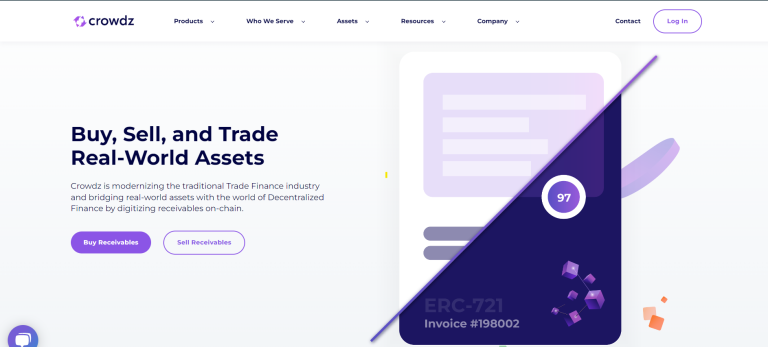 crowdz
Products
Who We Serve
Assets
Resources
Company
Contact
Log In
Buy, Sell, and Trade
Real-World Assets
Crowdz is modernizing the traditional Trade Finance industry
and bridging real-world assets with the world of Decentralized
Finance by digitizing receivables on-chain.
Buy Receivables
Sell Receivables
97
ERC-721
Invoice #198002